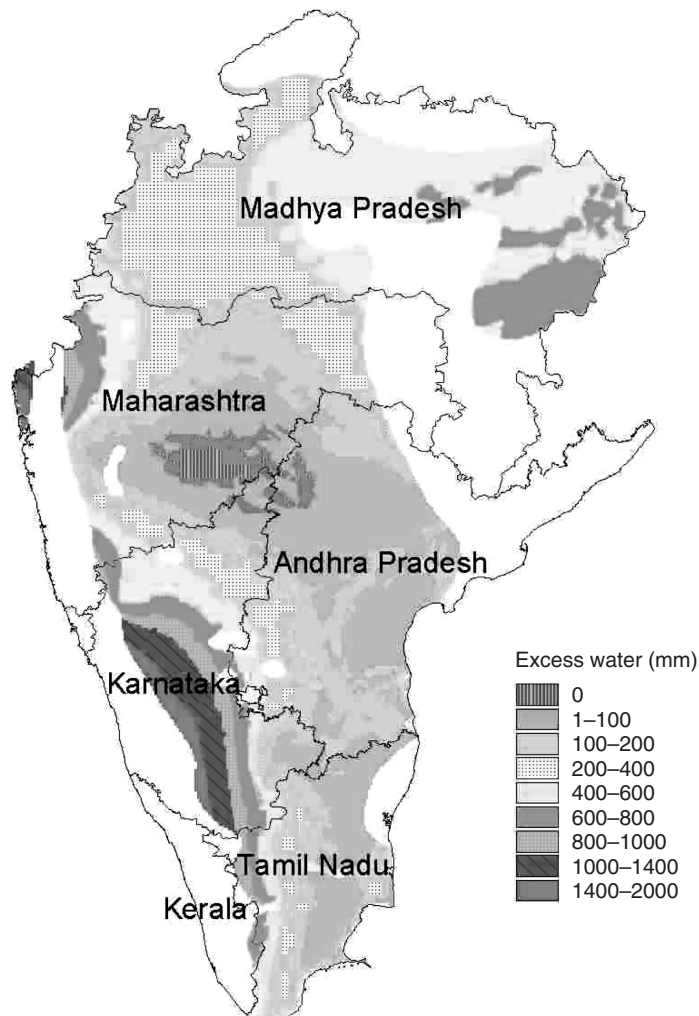 Madhya Pradesh
Maharashtra
Andhra Pradesh
Karnataka
Tamil Nadu
Kerala
Excess water (mm)
0
1–100
100–200
200–400
400–600
600–800
800–1000
1000–1400
1400–2000